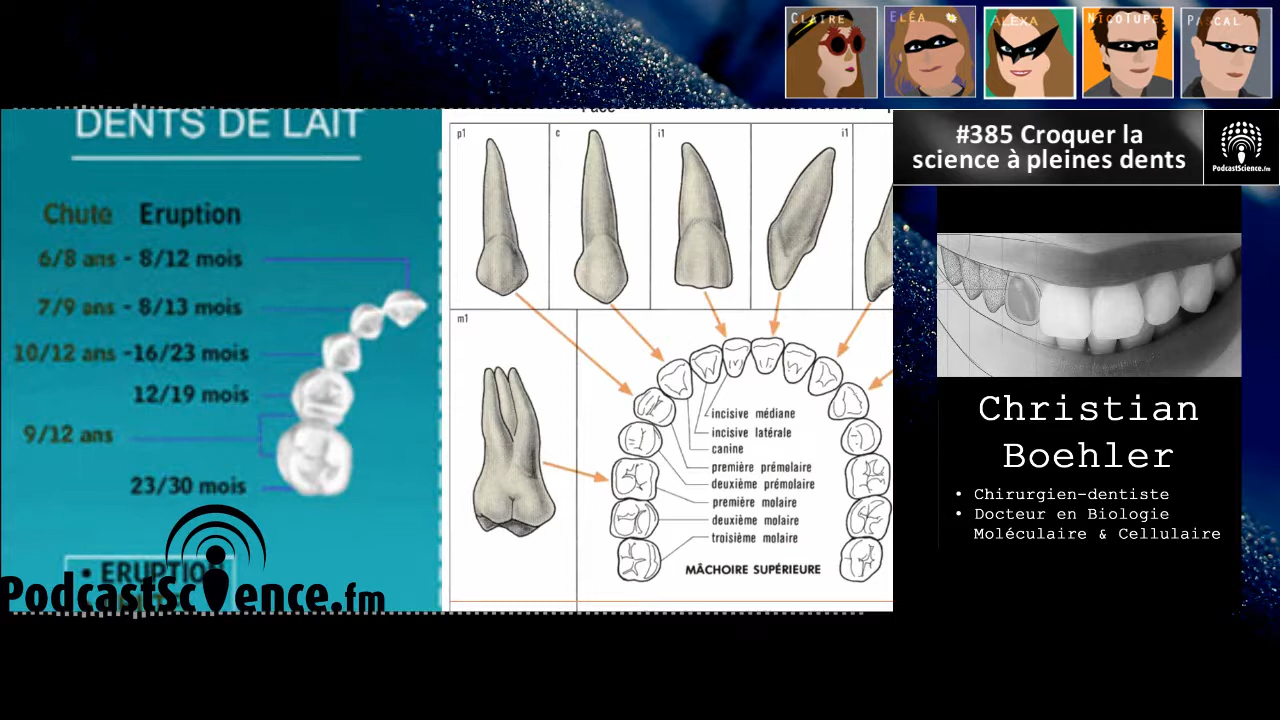 CLAIRE
ELÉA
ALEXA
NICOTUPE
PASCAL
DENTS DE LAIT
Chute Eruption
6/8 ans - 8/12 mois
7/9 ans - 8/13 mois
10/12 ans -16/23 mois
12/19 mois
9/12 ans
23/30 mois
• ERUPTION
PodcastScience.fm
p1
c
i1
i1
m1
incisive médiane
incisive latérale
canine
première prémolaire
deuxième prémolaire
première molaire
deuxième molaire
troisième molaire
MÂCHOIRE SUPÉRIEURE
#385 Croquer la
science à pleines dents
PodcastScience.fm
Christian
Boehler
• Chirurgien-dentiste
• Docteur en Biologie
Moléculaire & Cellulaire